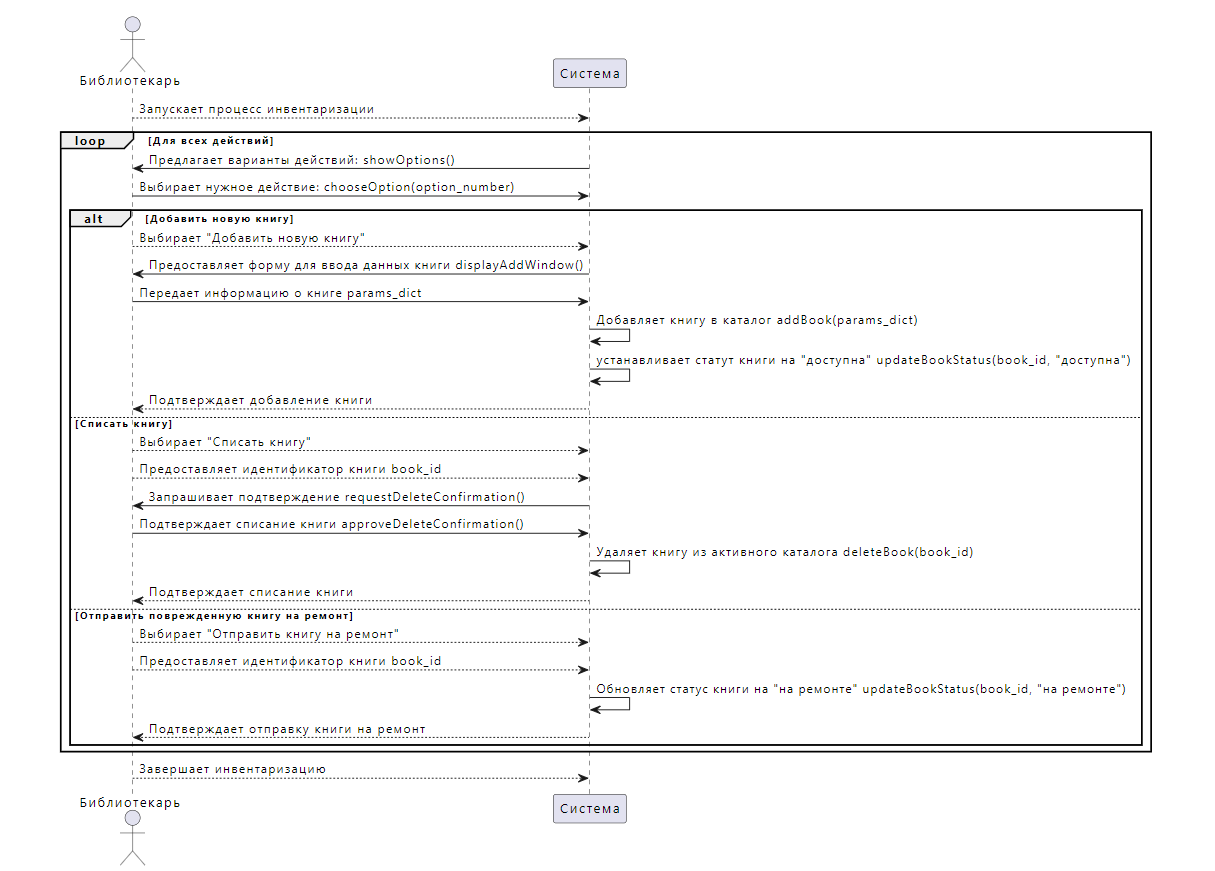 Библиотекарь
Система
Запускает процесс инвентаризации
loop [Для всех действий]
Предлагает варианты действий: showOptions()
Выбирает нужное действие: chooseOption(option_number)
alt [Добавить новую книгу]
Выбирает "Добавить новую книгу"
Предоставляет форму для ввода данных книги displayAddWindow()
Передает информацию о книге params_dict
Добавляет книгу в каталог addBook(params_dict)
устанавливает статут книги на "доступна" updateBookStatus(book_id, "доступна")
Подтверждает добавление книги
[Списать книгу]
Выбирает "Списать книгу"
Предоставляет идентификатор книги book_id
Запрашивает подтверждение requestDeleteConfirmation()
Подтверждает списание книги approveDeleteConfirmation()
Удаляет книгу из активного каталога deleteBook(book_id)
Подтверждает списание книги
[Отправить поврежденную книгу на ремонт]
Выбирает "Отправить книгу на ремонт"
Предоставляет идентификатор книги book_id
Обновляет статус книги на "на ремонте" updateBookStatus(book_id, "на ремонте")
Подтверждает отправку книги на ремонт
Завершает инвентаризацию
Библиотекарь
Система